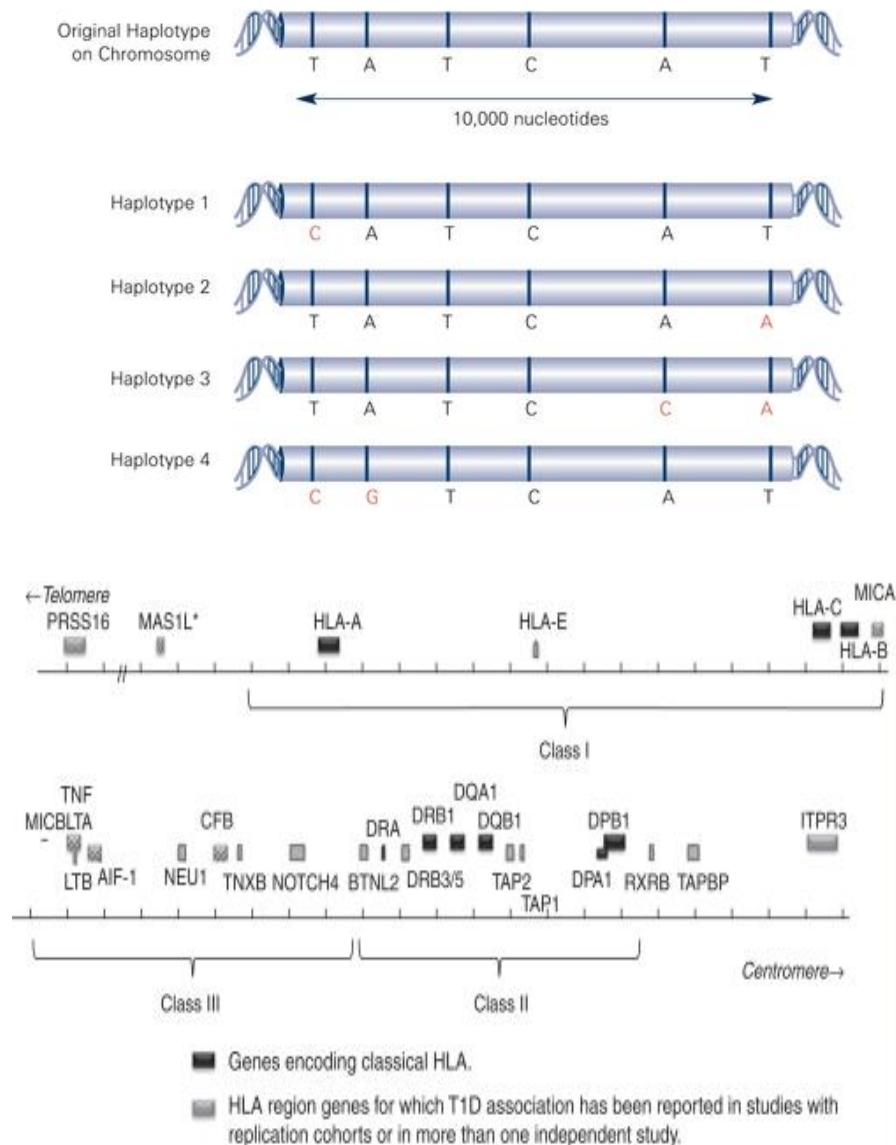 Original Haplotype
on Chromosome
T A T C A T
10,000 nucleotides
Haplotype 1
C A T C A T
Haplotype 2
T A T C A A
Haplotype 3
T A T C C A
Haplotype 4
C G T C A T
←Telomere
MICA
PRSS16 MAS1L* HLA-A HLA-E HLA-C
HLA-B
//
Class I
TNF DQA1
MICBLTA CFB DRA DRB1 DQB1 DPB1 ITPR3
LTB AIF-1 NEU1 TNXB NOTCH4 BTNL2 DRB3/5 TAP2 DPA1 RXRB TAPBP
TAP1
Centromere→
Class III Class II
Genes encoding classical HLA.
HLA region genes for which T1D association has been reported in studies with
replication cohorts or in more than one independent study.